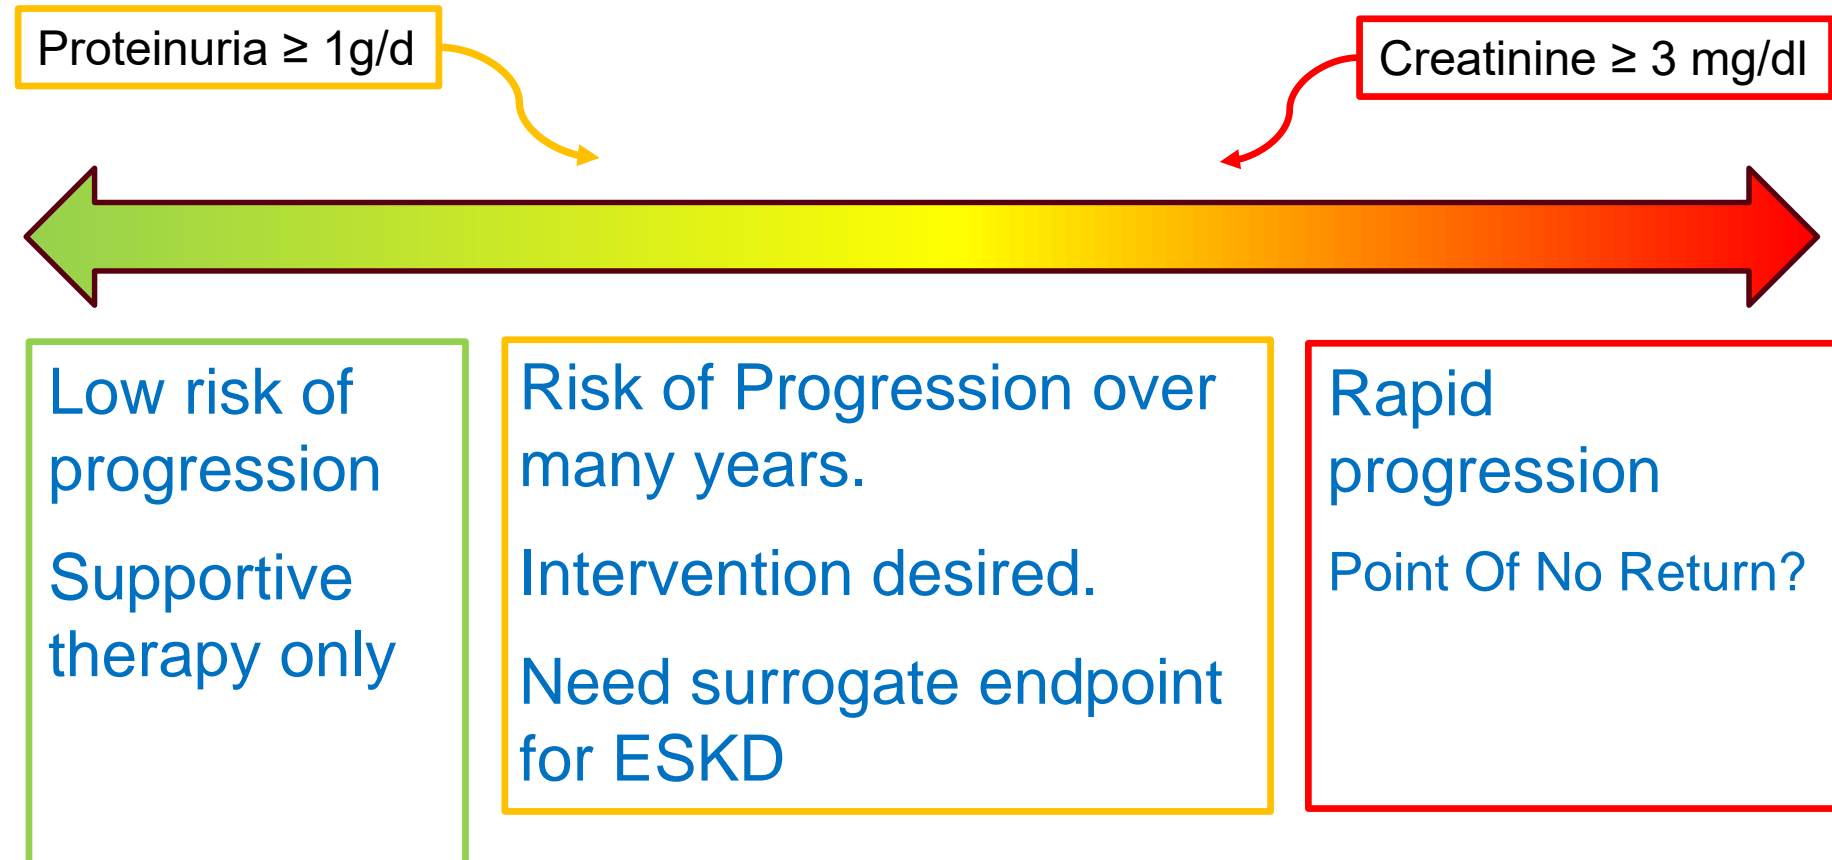 Proteinuria ≥ 1g/d
Creatinine ≥ 3 mg/dl
Low risk of
progression
Supportive
therapy only
Risk of Progression over
many years.
Intervention desired.
Need surrogate endpoint
for ESKD
Rapid
progression
Point Of No Return?